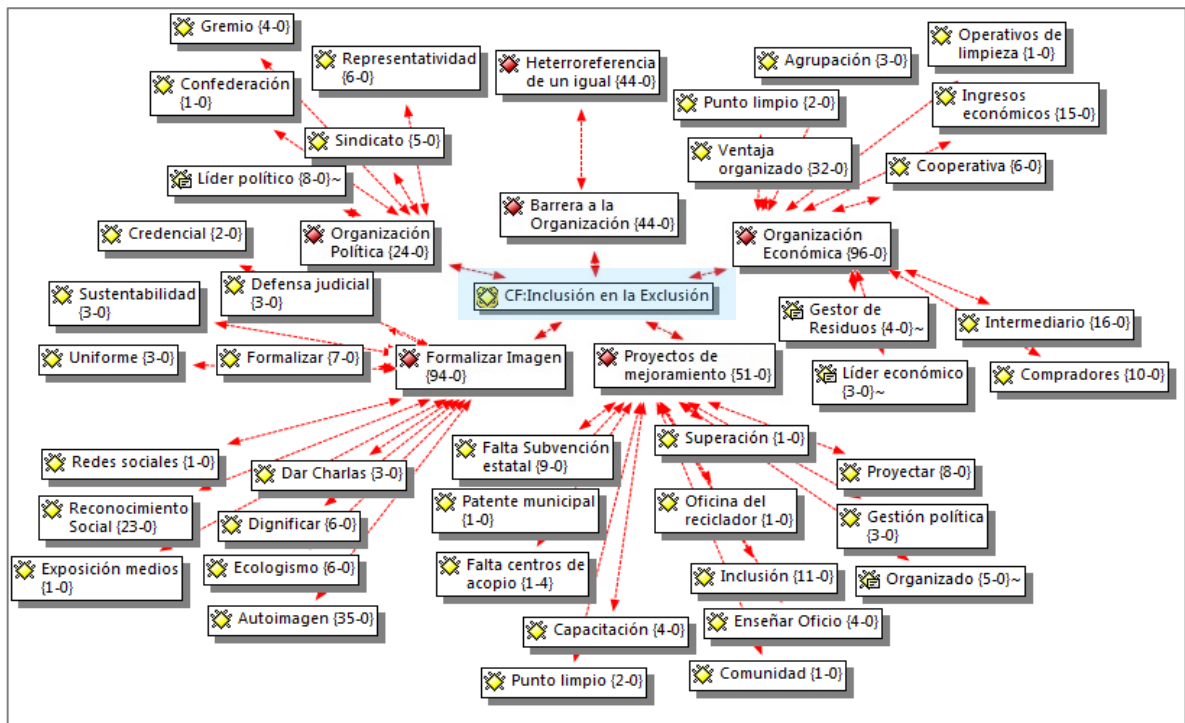 Gremio {4-0}
Representatividad
{6-0}
Heterroreferencia
de un igual {44-0}
Agrupación {3-0}
Operativos de
limpieza {1-0}
Confederación
{1-0}
Punto limpio {2-0}
Ingresos
económicos {15-0}
Sindicato {5-0}
Ventaja
organizado {32-0}
Cooperativa {6-0}
Líder político {8-0}~
Barrera a la
Organización {44-0}
Credencial {2-0}
Organización
Política {24-0}
Organización
Económica {96-0}
Sustentabilidad
{3-0}
Defensa judicial
{3-0}
CF:Inclusión en la Exclusión
Gestor de
Residuos {4-0}~
Intermediario {16-0}
Uniforme {3-0}
Formalizar {7-0}
Formalizar Imagen
{94-0}
Proyectos de
mejoramiento {51-0}
Líder económico
{3-0}~
Compradores {10-0}
Redes sociales {1-0}
Dar Charlas {3-0}
Falta Subvención
estatal {9-0}
Superación {1-0}
Proyectar {8-0}
Reconocimiento
Social {23-0}
Dignificar {6-0}
Patente municipal
{1-0}
Oficina del
reciclador {1-0}
Gestión política
{3-0}
Exposición medios
{1-0}
Ecologismo {6-0}
Falta centros de
acopio {1-4}
Inclusión {11-0}
Organizado {5-0}~
Autoimagen {35-0}
Capacitación {4-0}
Enseñar Oficio {4-0}
Punto limpio {2-0}
Comunidad {1-0}